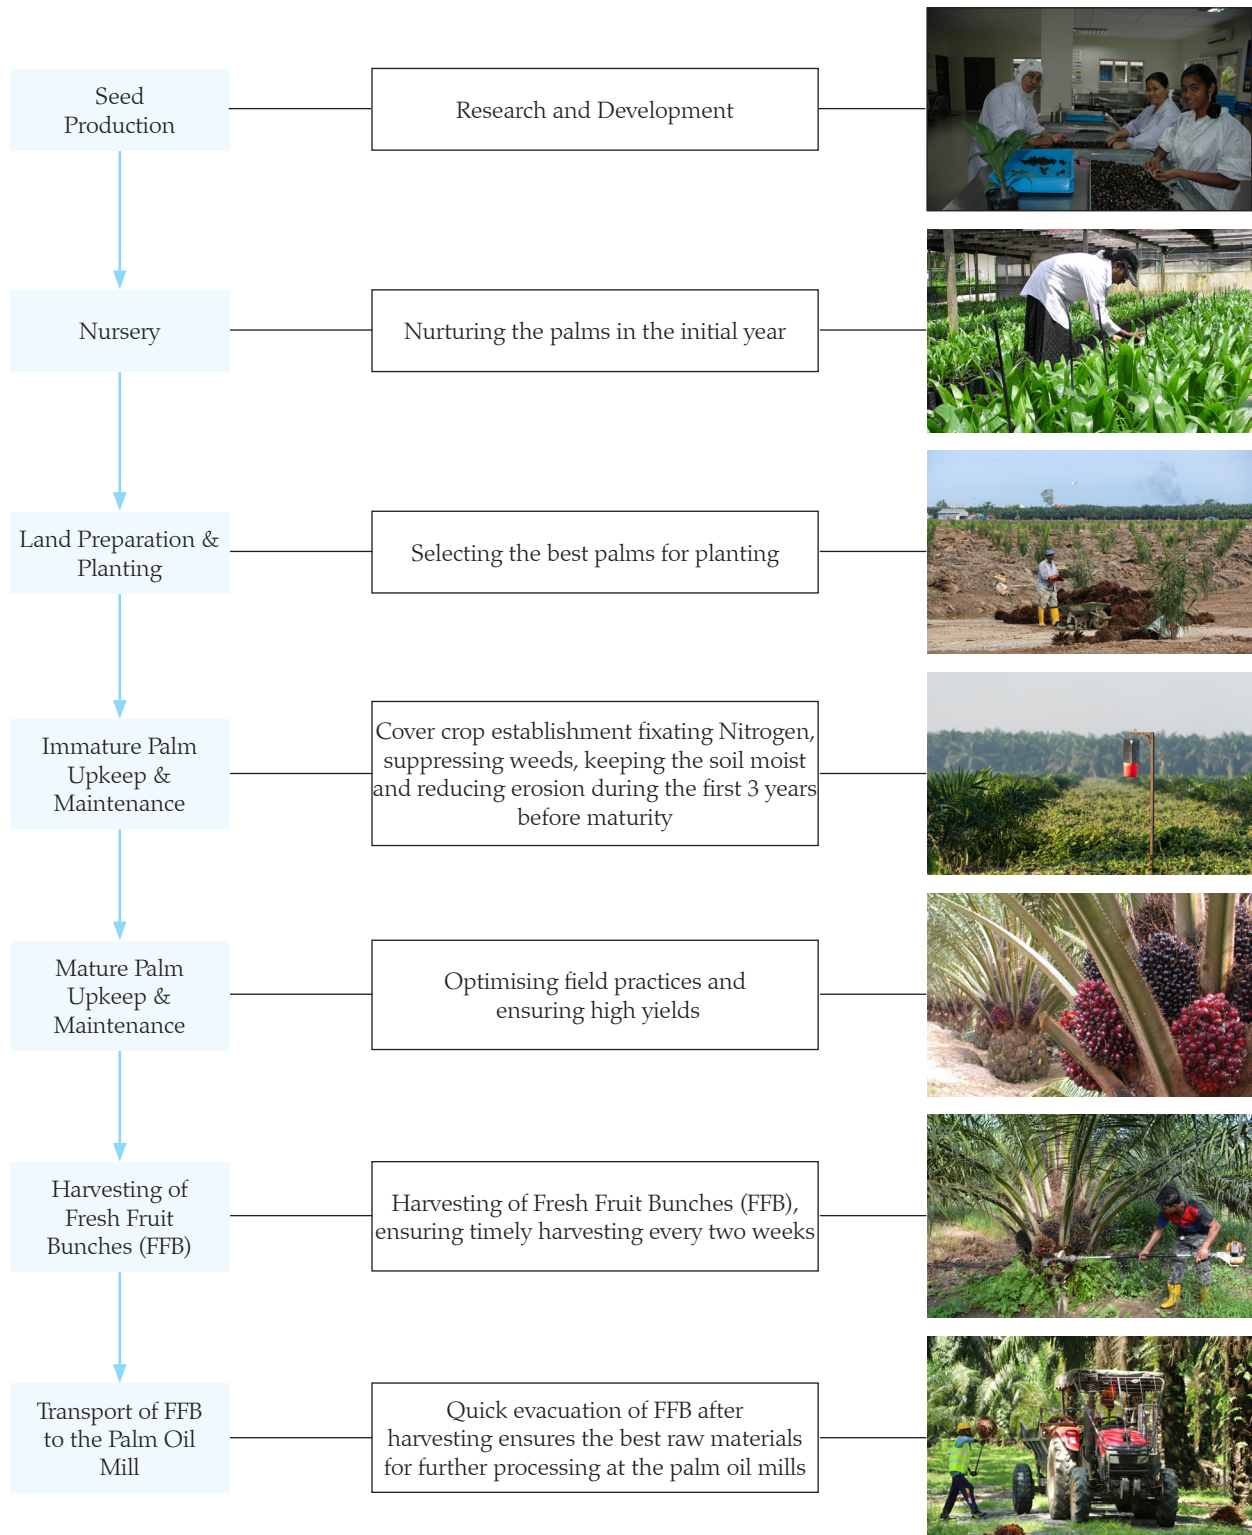 Seed
Production
Research and Development
Nursery
Nurturing the palms in the initial year
Land Preparation &
Planting
Selecting the best palms for planting
Immature Palm
Upkeep &
Maintenance
Cover crop establishment fixating Nitrogen,
suppressing weeds, keeping the soil moist
and reducing erosion during the first 3 years
before maturity
Mature Palm
Upkeep &
Maintenance
Optimising field practices and
ensuring high yields
Harvesting of
Fresh Fruit
Bunches (FFB)
Harvesting of Fresh Fruit Bunches (FFB),
ensuring timely harvesting every two weeks
Transport of FFB
to the Palm Oil
Mill
Quick evacuation of FFB after
harvesting ensures the best raw materials
for further processing at the palm oil mills